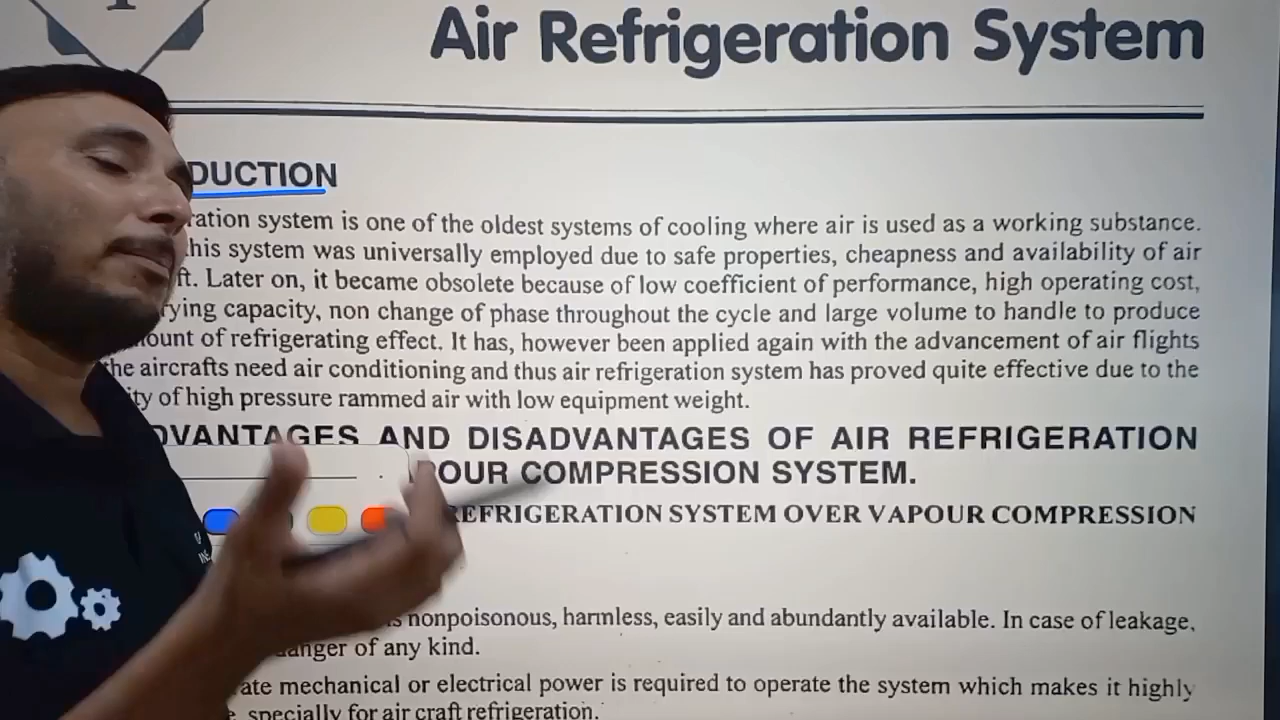 Air Refrigeration System
DUCTION
ration system is one of the oldest systems of cooling where air is used as a working substance.
his system was universally employed due to safe properties, cheapness and availability of air
ft. Later on, it became obsolete because of low coefficient of performance, high operating cost,
rying capacity, non change of phase throughout the cycle and large volume to handle to produce
ount of refrigerating effect. It has, however been applied again with the advancement of air flights
the aircrafts need air conditioning and thus air refrigeration system has proved quite effective due to the
ity of high pressure rammed air with low equipment weight.
DVANTAGES AND DISADVANTAGES OF AIR REFRIGERATION
POUR COMPRESSION SYSTEM.
REFRIGERATION SYSTEM OVER VAPOUR COMPRESSION
is nonpoisonous, harmless, easily and abundantly available. In case of leakage,
danger of any kind.
ate mechanical or electrical power is required to operate the system which makes it highly
e, specially for air craft refrigeration.